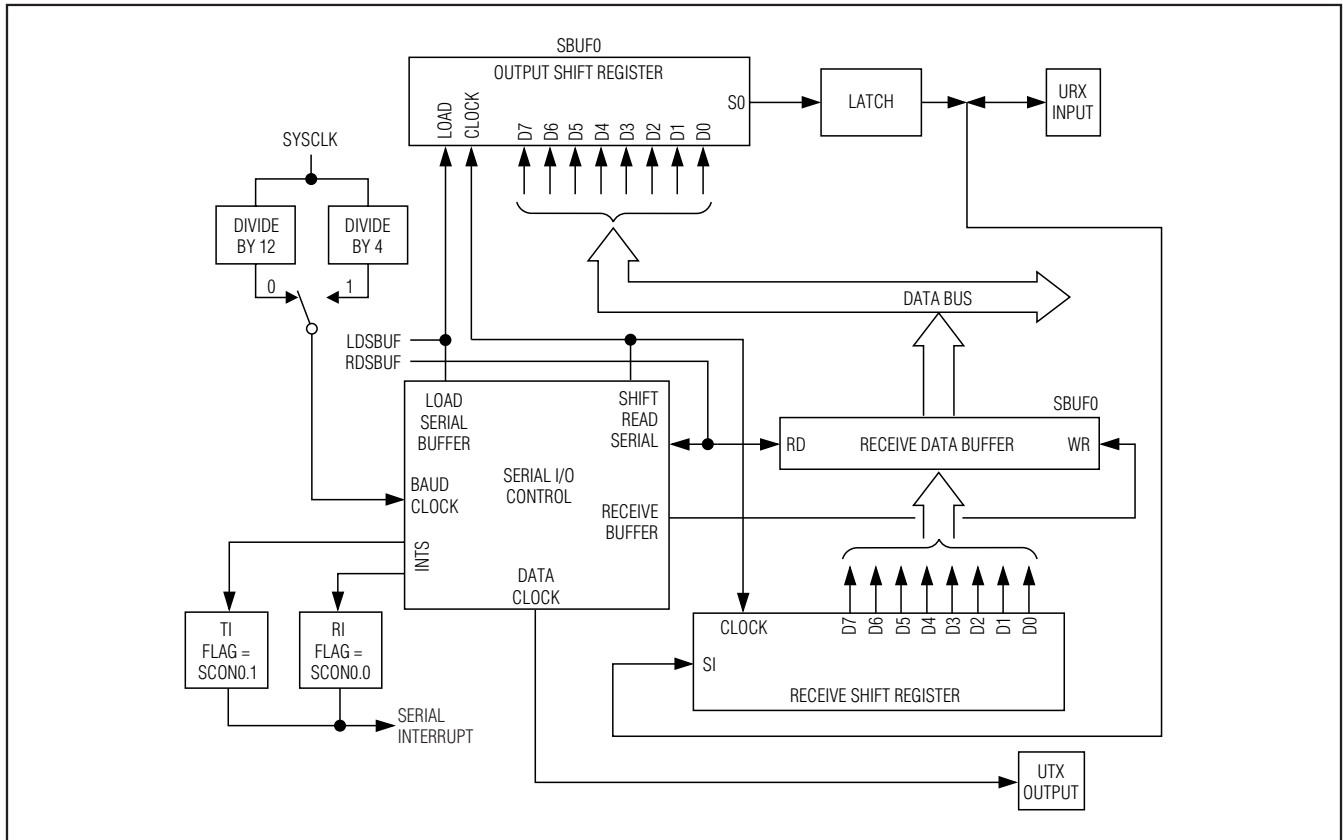 SBUF0
OUTPUT SHIFT REGISTER
LOAD
CLOCK
D7
D6
D5
D4
D3
D2
D1
D0
S0
LATCH
URX
INPUT
SYSCLK
DIVIDE
BY 12
DIVIDE
BY 4
0
1
DATA BUS
LDSBUF
RDSBUF
LOAD
SERIAL
BUFFER
SHIFT
READ
SERIAL
BAUD
CLOCK
SERIAL I/O
CONTROL
RECEIVE
BUFFER
INTS
DATA
CLOCK
SBUF0
RD
RECEIVE DATA BUFFER
WR
TI
FLAG =
SCON0.1
RI
FLAG =
SCON0.0
SERIAL
INTERRUPT
CLOCK
D7
D6
D5
D4
D3
D2
D1
D0
SI
RECEIVE SHIFT REGISTER
UTX
OUTPUT